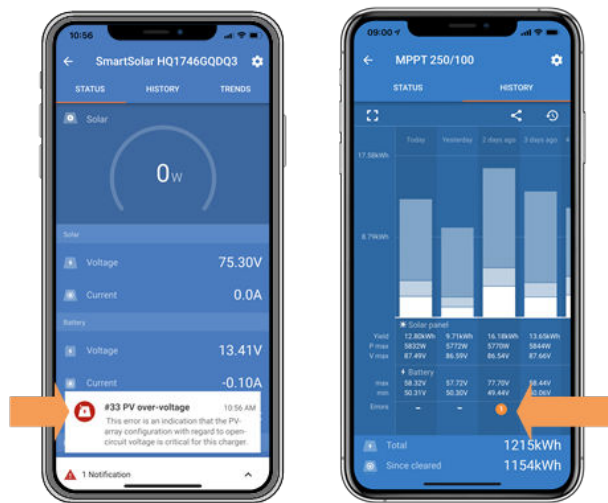 10:56
SmartSolar HQ1746GQDQ3
STATUS HISTORY TRENDS
Solar
0W
Solar
Voltage 75.30V
Current 0.0A
Battery
Voltage 13.41V
Current -0.10A
#33 PV over-voltage 10:56 AM
This error is an indication that the PV-
array configuration with regard to open-
circuit voltage is critical for this charger.
1 Notification
09:00
MPPT 250/100
STATUS HISTORY
Today Yesterday 2 days ago 3 days ago 4
17.58kWh
8.79kWh
Solar panel
Yield 12.80kWh 9.71kWh 16.18kWh 13.65kWh
P max 5832W 5772W 5770W 5844W
V max 87.49V 86.59V 86.54V 87.66V
Battery
max 58.32V 57.72V 77.70V 58.44V
min 50.31V 50.30V 49.44V
Errors - - 1
Total 1215kWh
Since cleared 1154kWh